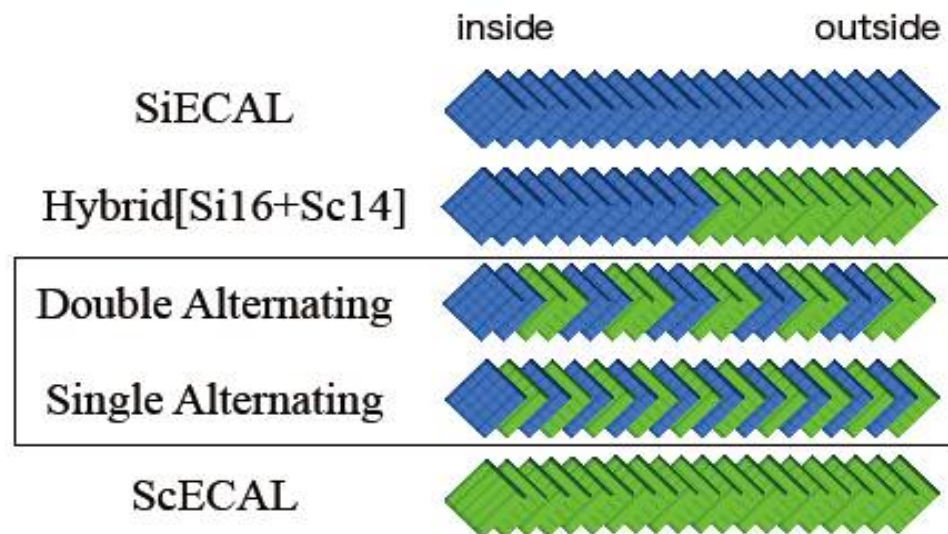 inside outside
SiECAL
Hybrid[Si16+Sc14]
Double Alternating
Single Alternating
ScECAL